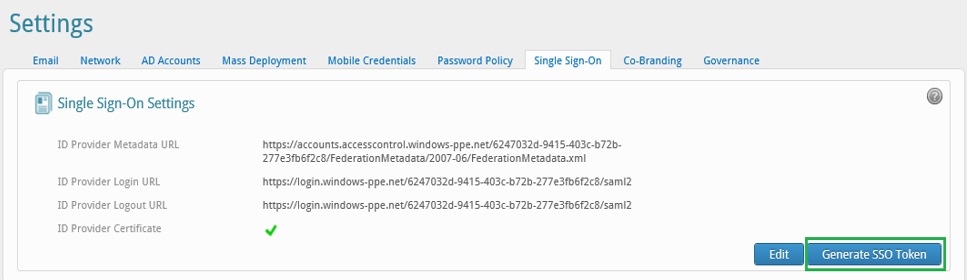 Settings
Email Network AD Accounts Mass Deployment Mobile Credentials Password Policy Single Sign-On Co-Branding Governance
Single Sign-On Settings
?
ID Provider Metadata URL https://accounts.accesscontrol.windows-ppe.net/6247032d-9415-403c-b72b-
277e3fb6f2c8/FederationMetadata/2007-06/FederationMetadata.xml
ID Provider Login URL https://login.windows-ppe.net/6247032d-9415-403c-b72b-277e3fb6f2c8/saml2
ID Provider Logout URL https://login.windows-ppe.net/6247032d-9415-403c-b72b-277e3fb6f2c8/saml2
ID Provider Certificate
Edit Generate SSO Token